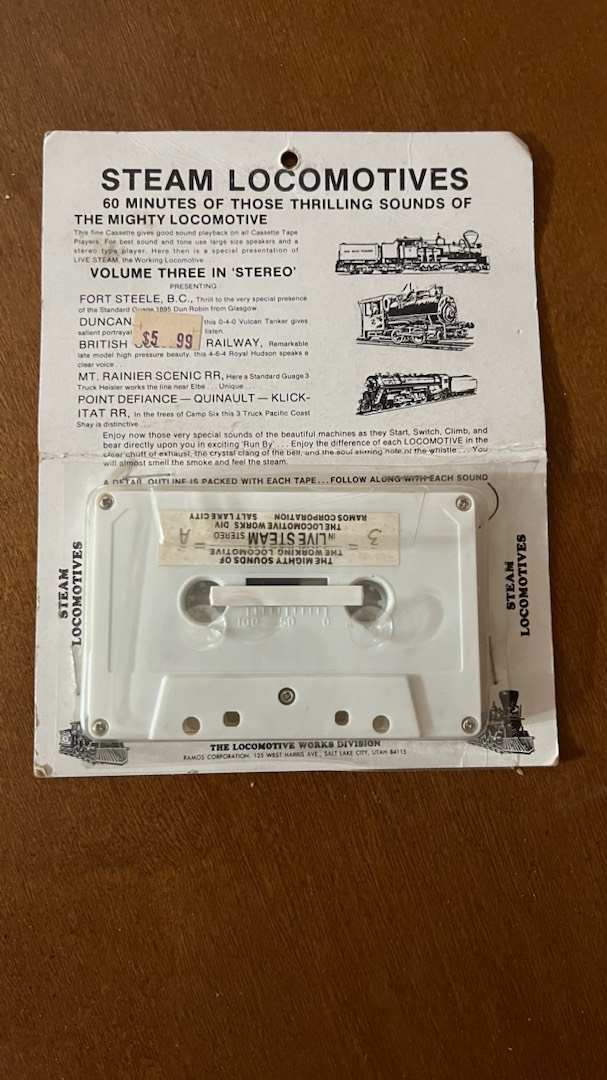 STEAM LOCOMOTIVES
60 MINUTES OF THOSE THRILLING SOUNDS OF
THE MIGHTY LOCOMOTIVE
This fine Cassette gives good sound playback on all Cassette Tape
Players. For best sound and tone use large size speakers and a
stereo type player. Here then is a special presentation of
LIVE STEAM, the Working Locomotive . . .
VOLUME THREE IN 'STEREO'
PRESENTING:
FORT STEELE, B.C., Thrill to the very special presence
of the Standard Guage 1895 Dun Robin from Glasgow
DUNCAN, this 0-4-0 Vulcan Tanker gives
salient portrayal listen.
$5 99
BRITISH RAILWAY, Remarkable
late model high pressure beauty, this 4-6-4 Royal Hudson speaks a
clear voice . . .
MT. RAINIER SCENIC RR, Here a Standard Guage 3
Truck Heisler works the line near Elbe . . . Unique . . .
POINT DEFIANCE — QUINAULT — KLICK-
ITAT RR, In the trees of Camp Six this 3 Truck Pacific Coast
Shay is distinctive . . .
Enjoy now those very special sounds of the beautiful machines as they Start, Switch, Climb, and
bear directly upon you in exciting 'Run By' . . . Enjoy the difference of each LOCOMOTIVE in the
clear chuff of exhaust, the crystal clang of the bell, and the soul stirring note of the whistle . . . You
will almost smell the smoke and feel the steam.
A DETAIL OUTLINE IS PACKED WITH EACH TAPE . . . FOLLOW ALONG WITH EACH SOUND
THE MIGHTY SOUNDS OF
THE WORKING LOCOMOTIVE
3 = IN LIVE STEAM STEREO = A
THE LOCOMOTIVE WORKS DIV
RAMOS CORPORATION SALT LAKE CITY
100 50 0
STEAM
LOCOMOTIVES
STEAM
LOCOMOTIVES
THE LOCOMOTIVE WORKS DIVISION
RAMOS CORPORATION, 125 WEST HARRIS AVE., SALT LAKE CITY, UTAH 84115